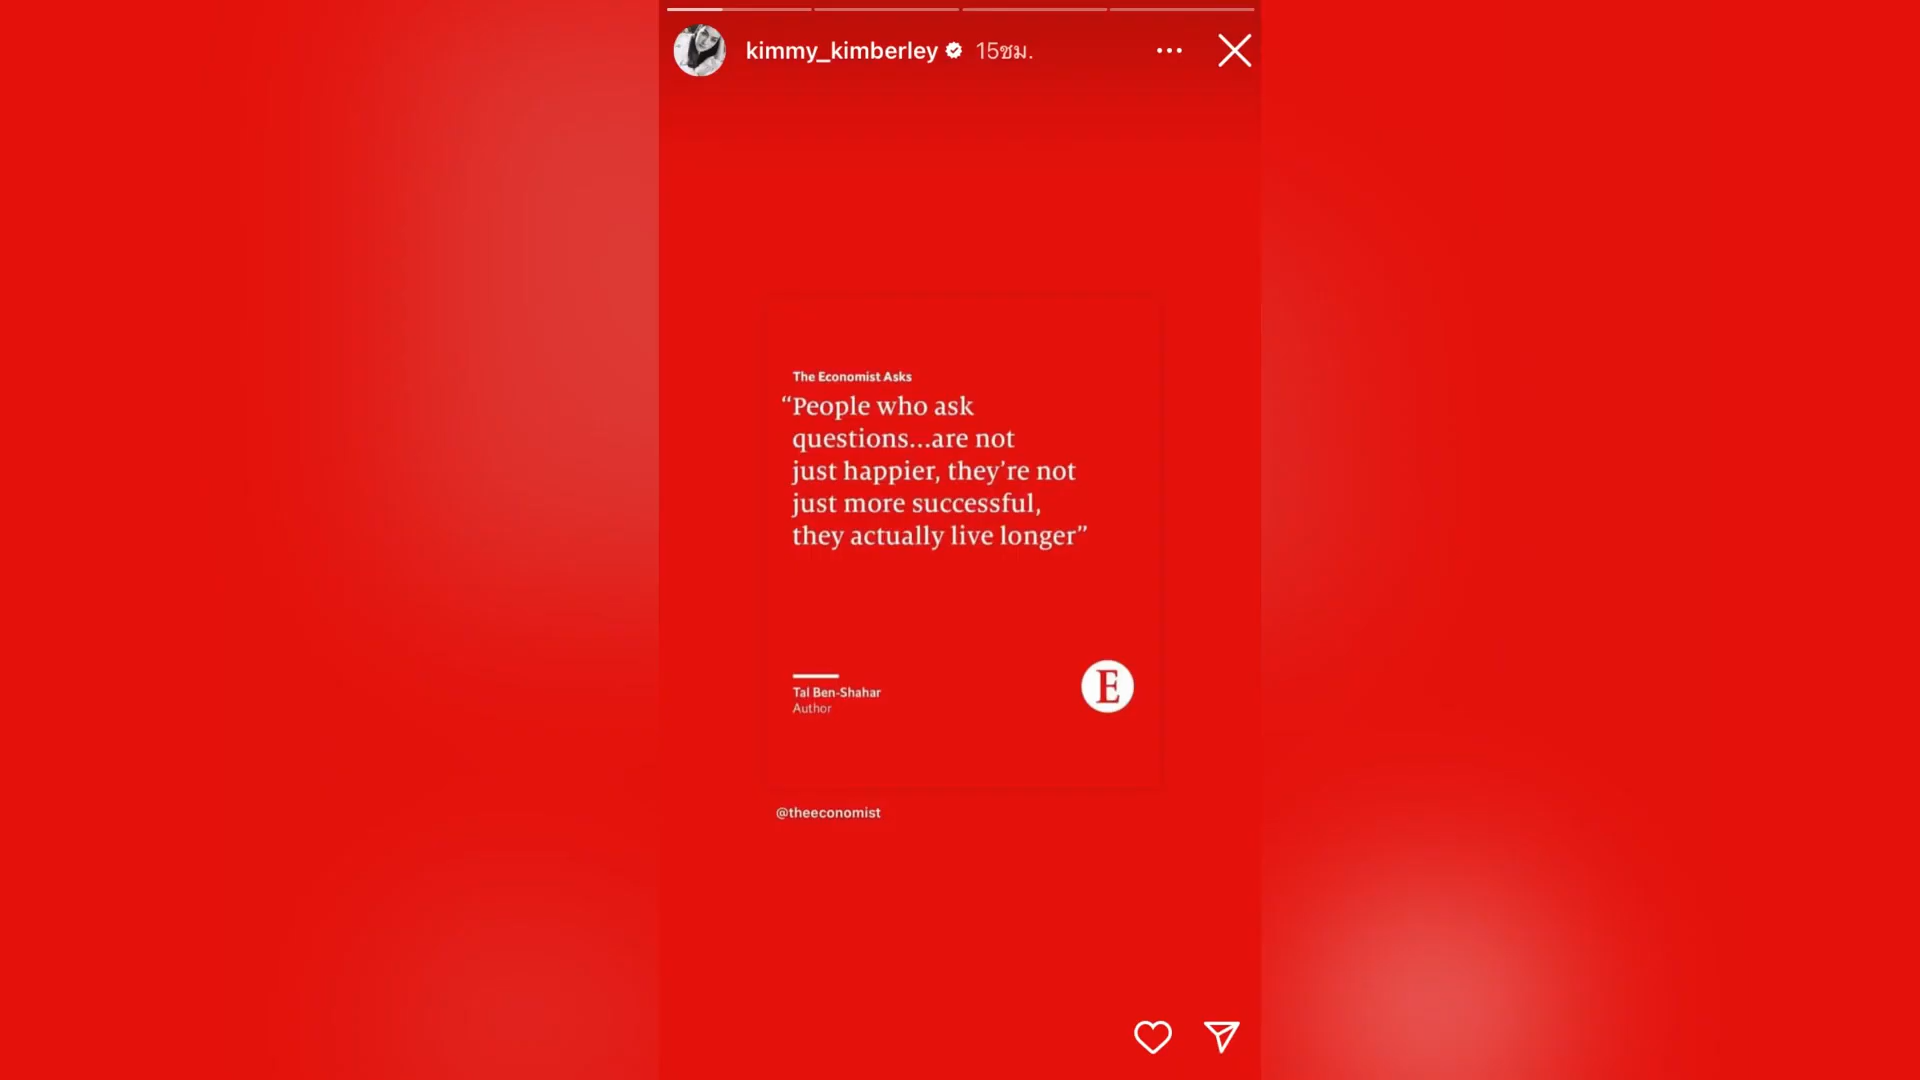 kimmy_kimberley 15ชม.
The Economist Asks
“People who ask
questions...are not
just happier, they’re not
just more successful,
they actually live longer”
Tal Ben-Shahar
Author
E
@theeconomist